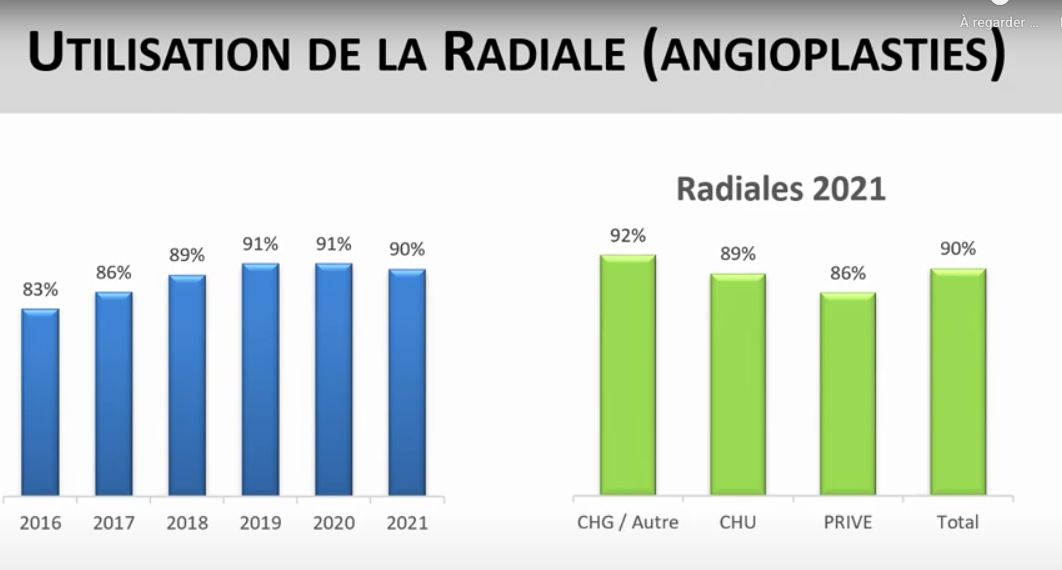 À regarder ...
UTILISATION DE LA RADIALE (ANGIOPLASTIES)
83%
86%
89%
91%
91%
90%
2016
2017
2018
2019
2020
2021
Radiales 2021
92%
89%
86%
90%
CHG / Autre
CHU
PRIVE
Total